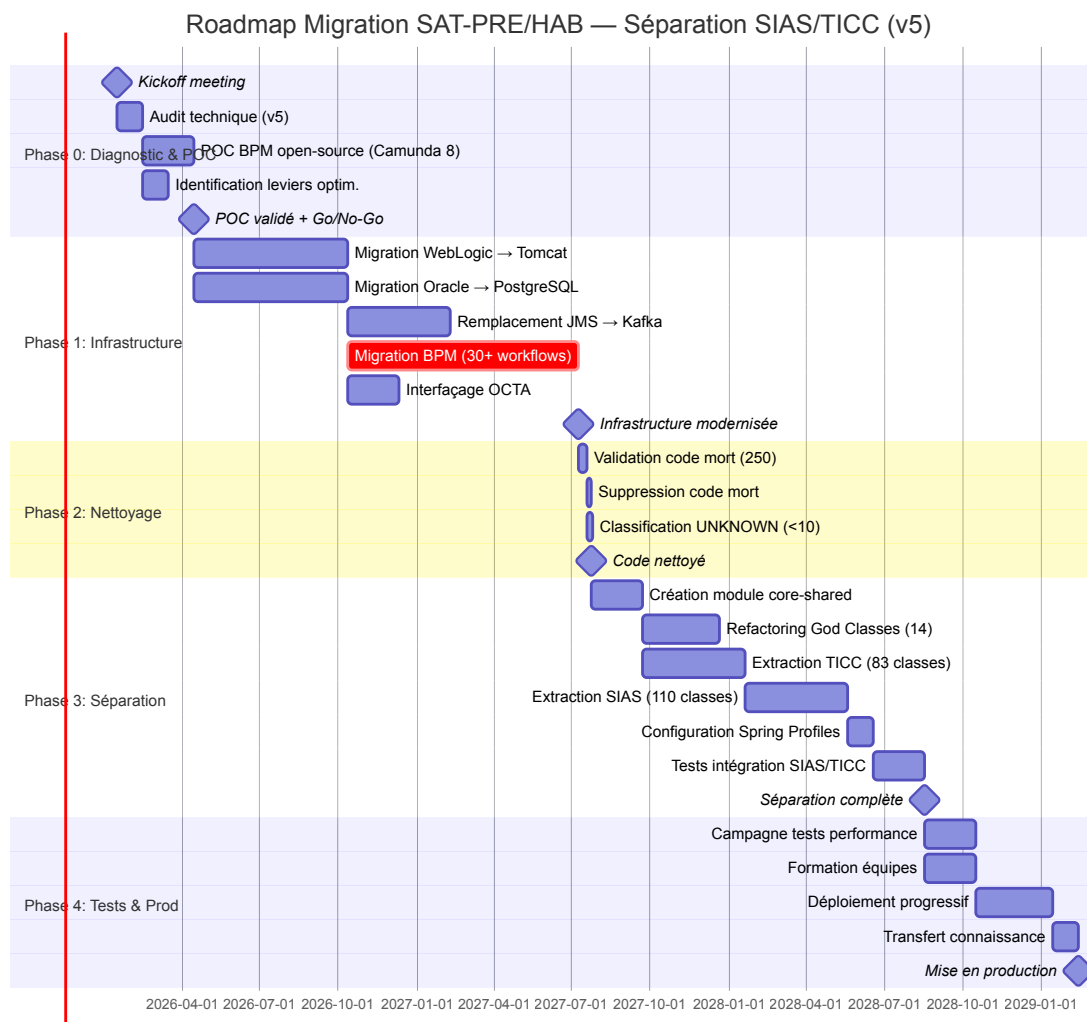 Roadmap Migration SAT-PRE/HAB — Séparation SIAS/TICC (v5)
Kickoff meeting
Audit technique (v5)
Phase 0: Diagnostic & POC
POC BPM open-source (Camunda 8)
Identification leviers optim.
POC validé + Go/No-Go
Migration WebLogic → Tomcat
Migration Oracle → PostgreSQL
Remplacement JMS → Kafka
Phase 1: Infrastructure
Migration BPM (30+ workflows)
Interfaçage OCTA
Infrastructure modernisée
Validation code mort (250)
Suppression code mort
Phase 2: Nettoyage
Classification UNKNOWN (<10)
Code nettoyé
Création module core-shared
Refactoring God Classes (14)
Extraction TICC (83 classes)
Extraction SIAS (110 classes)
Phase 3: Séparation
Configuration Spring Profiles
Tests intégration SIAS/TICC
Séparation complète
Campagne tests performance
Formation équipes
Déploiement progressif
Phase 4: Tests & Prod
Transfert connaissance
Mise en production
2026-04-01
2026-07-01
2026-10-01
2027-01-01
2027-04-01
2027-07-01
2027-10-01
2028-01-01
2028-04-01
2028-07-01
2028-10-01
2029-01-01